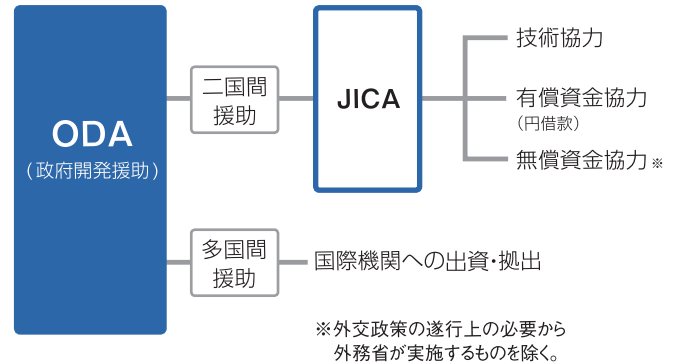 ODA
(政府開発援助)
二国間
援助
JICA
技術協力
有償資金協力
(円借款)
無償資金協力※
多国間
援助
国際機関への出資・拠出
※外交政策の遂行上の必要から
外務省が実施するものを除く。